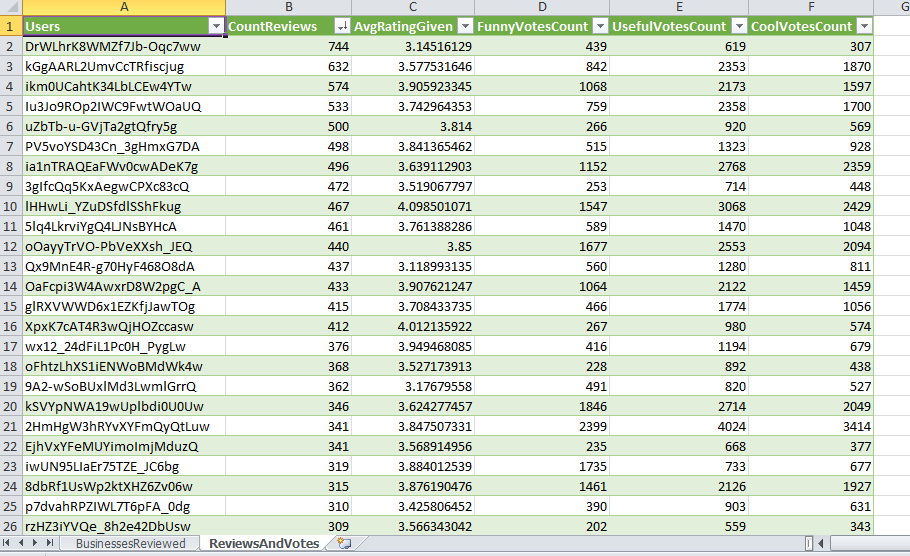 A B C D E F G
1 Users CountReviews AvgRatingGiven FunnyVotesCount UsefulVotesCount CoolVotesCount
2 DrWLhrK8WMZf7Jb-Oqc7ww 744 3.14516129 439 619 307
3 kGgAARL2UmvCcTRfiscjug 632 3.577531646 842 2353 1870
4 ikm0UCahtK34LbLCEw4YTw 574 3.905923345 1068 2173 1597
5 Iu3Jo9ROp2IWC9FwtWOaUQ 533 3.742964353 759 2358 1700
6 uZbTb-u-GVjTa2gtQfry5g 500 3.814 266 920 569
7 PV5voYSD43Cn_3gHmxG7DA 498 3.841365462 515 1323 928
8 ia1nTRAQEaFWv0cwADeK7g 496 3.639112903 1152 2768 2359
9 3gIfcQq5KxAegwCPXc83cQ 472 3.519067797 253 714 448
10 lHHwLi_YZuDSfdlSShFkug 467 4.098501071 1547 3068 2429
11 5lq4LkrviYgQ4LJNsBYHcA 461 3.761388286 589 1470 1048
12 oOayyTrVO-PbVeXXsh_JEQ 440 3.85 1677 2553 2094
13 Qx9MnE4R-g70HyF468O8dA 437 3.118993135 560 1280 811
14 OaFcpi3W4AwxrD8W2pgC_A 433 3.907621247 1064 2122 1459
15 glRXVWWD6x1EZKfjJawTOg 415 3.708433735 466 1774 1056
16 XpxK7cAT4R3wQjHOZccasw 412 4.012135922 267 980 574
17 wx12_24dFiL1Pc0H_PygLw 376 3.949468085 416 1194 679
18 oFhtzLhXS1iENWoBMdWk4w 368 3.527173913 228 892 438
19 9A2-wSoBUxlMd3LwmlGrrQ 362 3.17679558 491 820 527
20 kSVYpNWA19wUplbdi0U0Uw 346 3.624277457 1846 2714 2049
21 2HmHgW3hRYvXYFmQyQtLuw 341 3.847507331 2399 4024 3414
22 EjhVxYFeMUYimoImjMduzQ 341 3.568914956 235 668 377
23 iwUN95LIaEr75TZE_JC6bg 319 3.884012539 1735 733 677
24 8dbRf1UsWp2ktXHZ6Zv06w 315 3.876190476 1461 2126 1927
25 p7dvahRPZIWL7T6pFA_0dg 310 3.425806452 390 903 631
26 rzHZ3iYVQe_8h2e42DbUsw 309 3.566343042 202 559 343
BusinessesReviewed ReviewsAndVotes